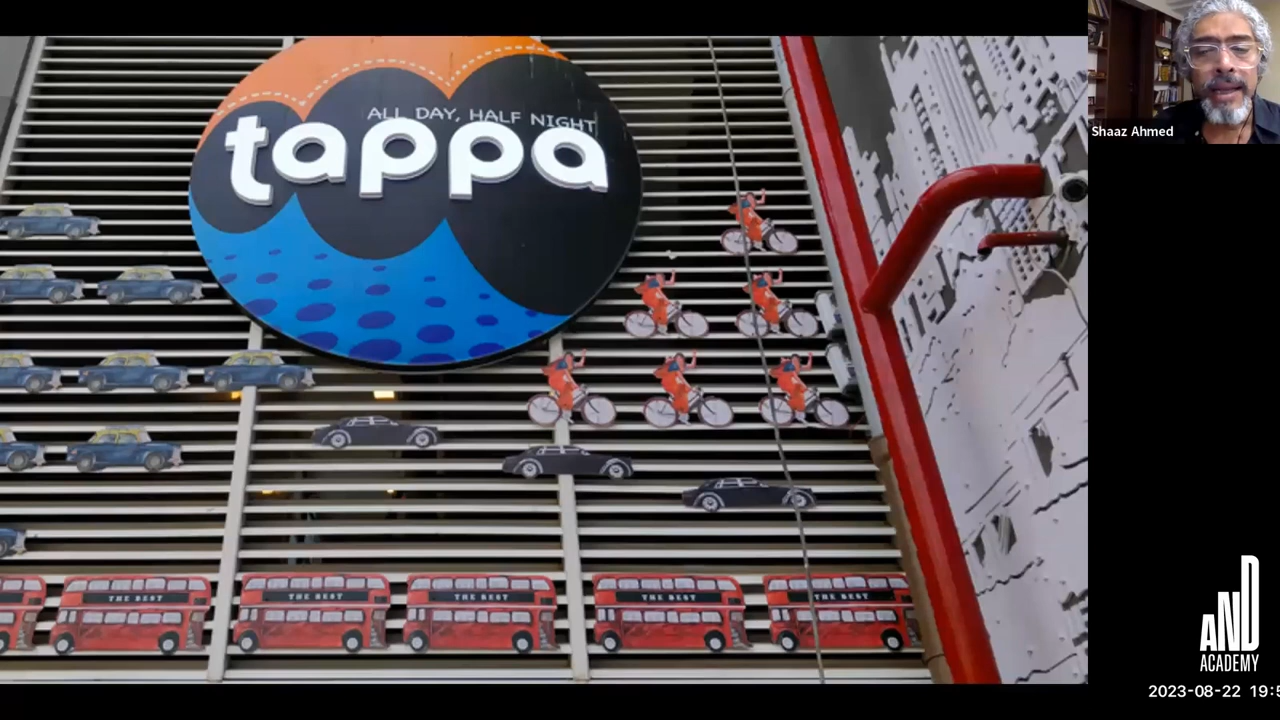 ALL DAY, HALF NIGHT
tappa
THE BEST
THE BEST
THE BEST
THE BEST
THE BEST
Shaaz Ahmed
AND
ACADEMY
2023-08-22 19:5